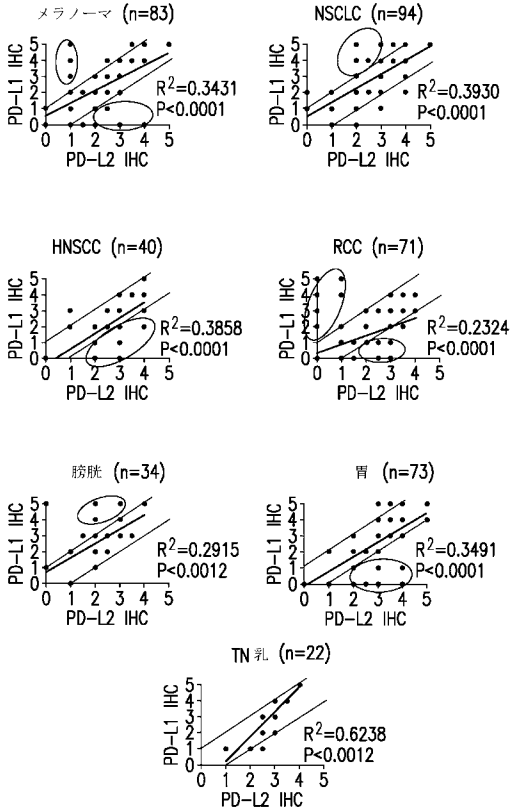 メラノーマ (n=83)
PD-L1 IHC
5
4
3
2
1
0
0 1 2 3 4 5
PD-L2 IHC
R²=0.3431
P<0.0001
NSCLC (n=94)
PD-L1 IHC
5
4
3
2
1
0
0 1 2 3 4 5
PD-L2 IHC
R²=0.3930
P<0.0001
HNSCC (n=40)
PD-L1 IHC
5
4
3
2
1
0
0 1 2 3 4 5
PD-L2 IHC
R²=0.3858
P<0.0001
RCC (n=71)
PD-L1 IHC
5
4
3
2
1
0
0 1 2 3 4 5
PD-L2 IHC
R²=0.2324
P<0.0001
膀胱 (n=34)
PD-L1 IHC
5
4
3
2
1
0
0 1 2 3 4 5
PD-L2 IHC
R²=0.2915
P<0.0012
胃 (n=73)
PD-L1 IHC
5
4
3
2
1
0
0 1 2 3 4 5
PD-L2 IHC
R²=0.3491
P<0.0001
TN 乳 (n=22)
PD-L1 IHC
5
4
3
2
1
0
0 1 2 3 4 5
PD-L2 IHC
R²=0.6238
P<0.0012